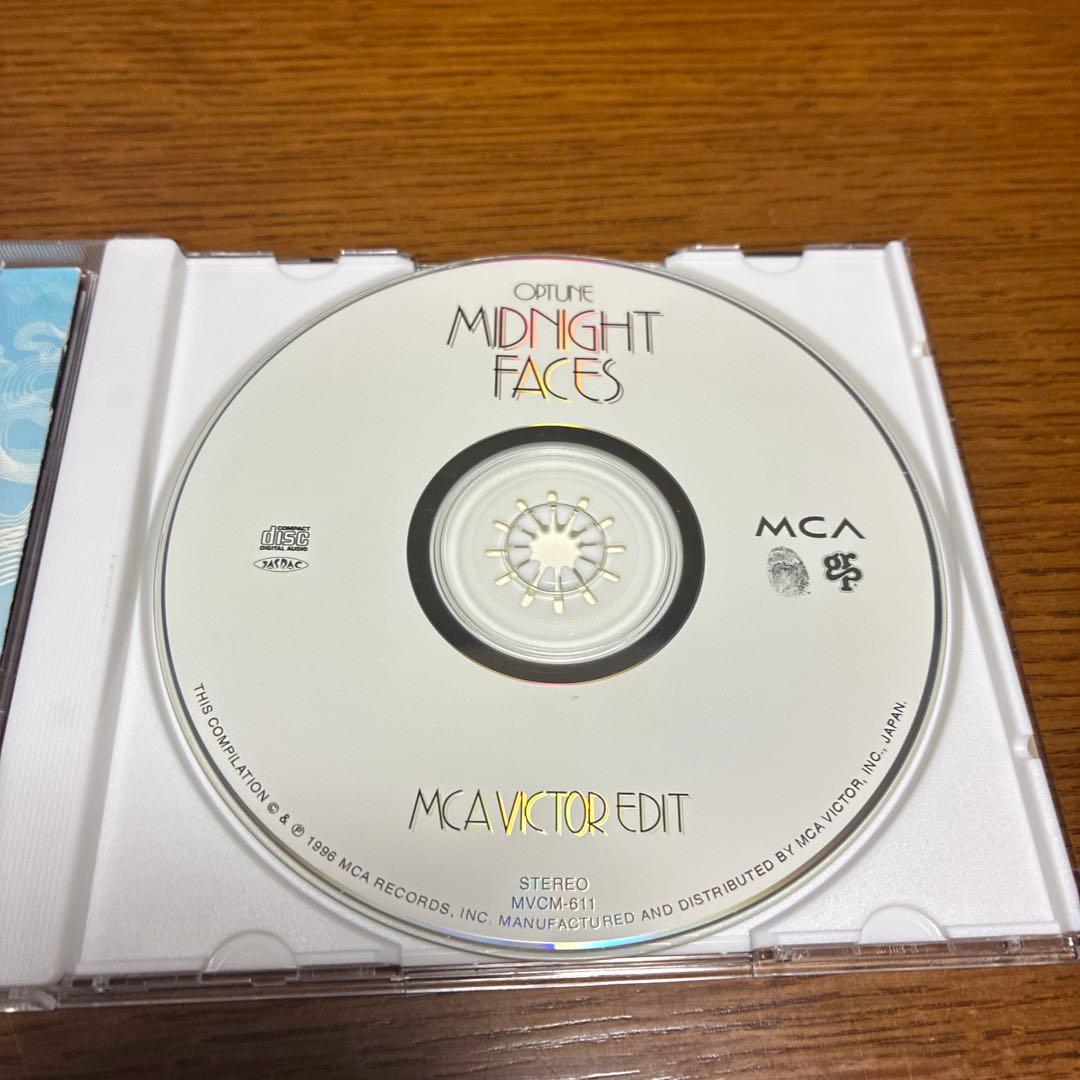 OPTUNE
MIDNIGHT
FACES
COMPACT
disc
DIGITAL AUDIO
JASRAC
MCA
grp
MCA VICTOR EDIT
STEREO
MVCM-611
THIS COMPILATION © & ℗ 1996 MCA RECORDS, INC. MANUFACTURED AND DISTRIBUTED BY MCA VICTOR, INC., JAPAN.